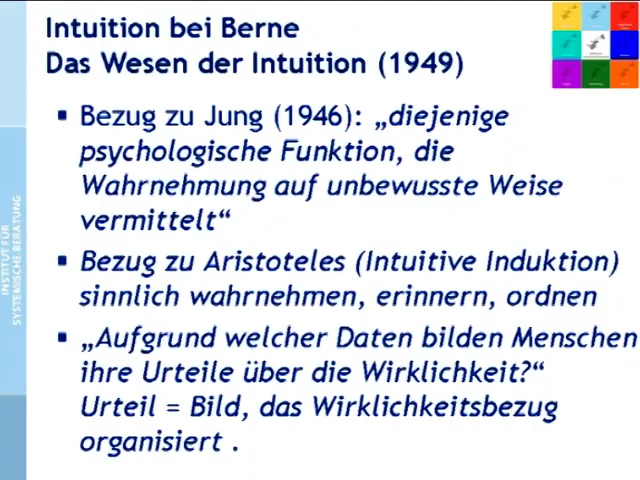 Intuition bei Berne
Das Wesen der Intuition (1949)
▪ Bezug zu Jung (1946): „diejenige
psychologische Funktion, die
Wahrnehmung auf unbewusste Weise
vermittelt“
▪ Bezug zu Aristoteles (Intuitive Induktion)
sinnlich wahrnehmen, erinnern, ordnen
▪ „Aufgrund welcher Daten bilden Menschen
ihre Urteile über die Wirklichkeit?“
Urteil = Bild, das Wirklichkeitsbezug
organisiert .
INSTITUT FÜR
SYSTEMISCHE BERATUNG